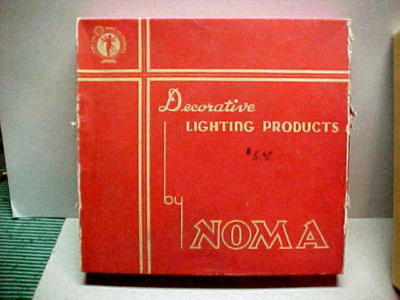 Decorative
LIGHTING PRODUCTS
by
NOMA